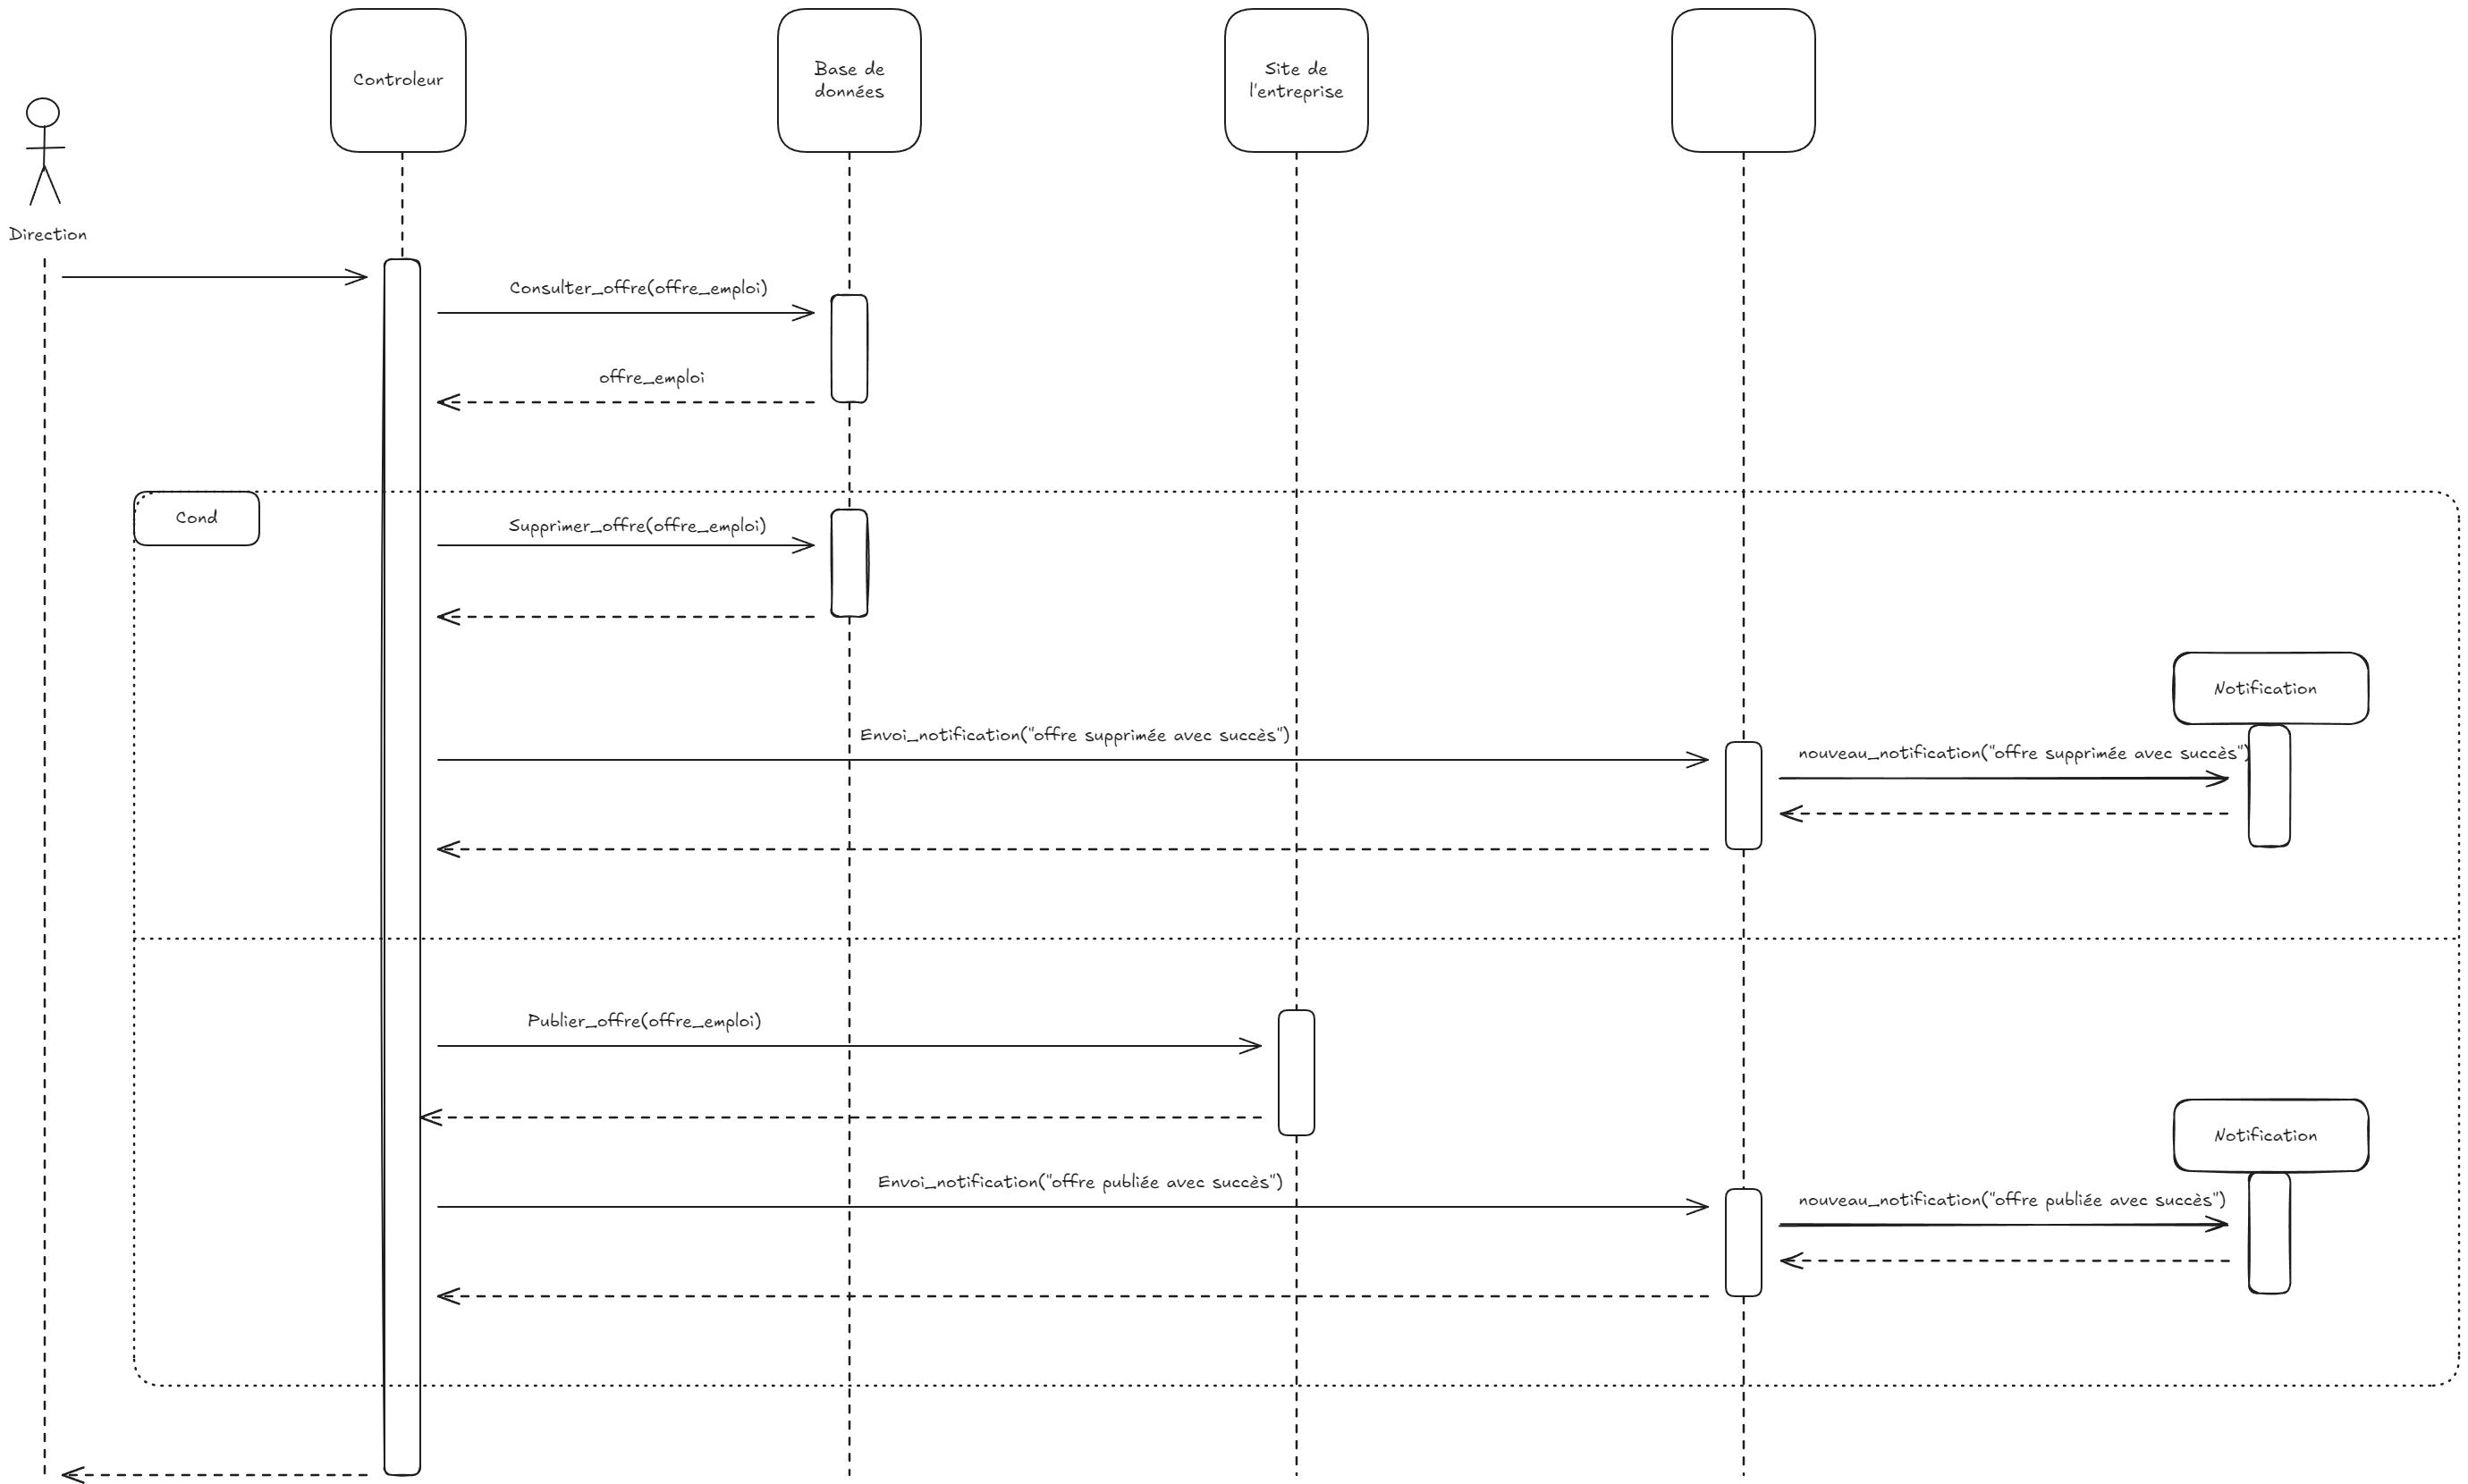 Controleur
Base de
données
Site de
l'entreprise
Direction
Consulter_offre(offre_emploi)
offre_emploi
Cond
Supprimer_offre(offre_emploi)
Notification
Envoi_notification("offre supprimée avec succès")
nouveau_notification("offre supprimée avec succès")
Publier_offre(offre_emploi)
Notification
Envoi_notification("offre publiée avec succès")
nouveau_notification("offre publiée avec succès")